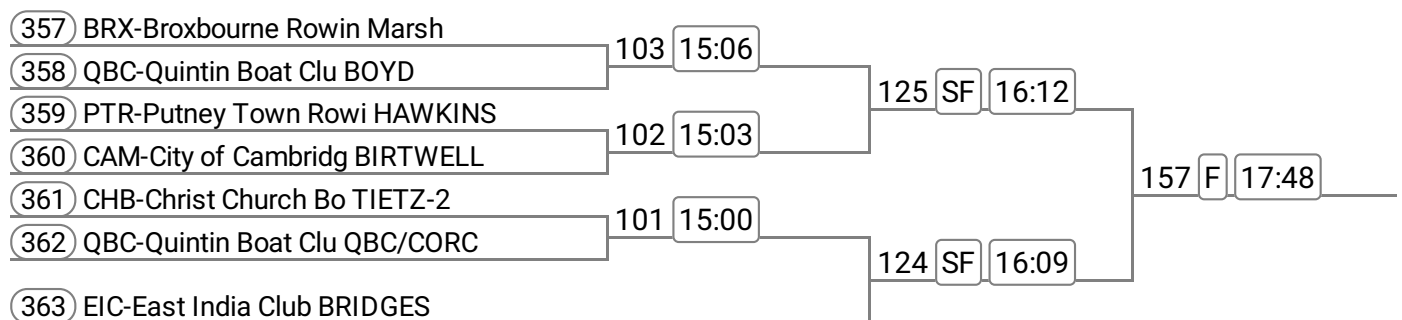 357 BRX-Broxbourne Rowin Marsh
103 15:06
358 QBC-Quintin Boat Clu BOYD
125 SF 16:12
359 PTR-Putney Town Rowi HAWKINS
102 15:03
360 CAM-City of Cambridg BIRTWELL
157 F 17:48
361 CHB-Christ Church Bo TIETZ-2
101 15:00
362 QBC-Quintin Boat Clu QBC/CORC
124 SF 16:09
363 EIC-East India Club BRIDGES